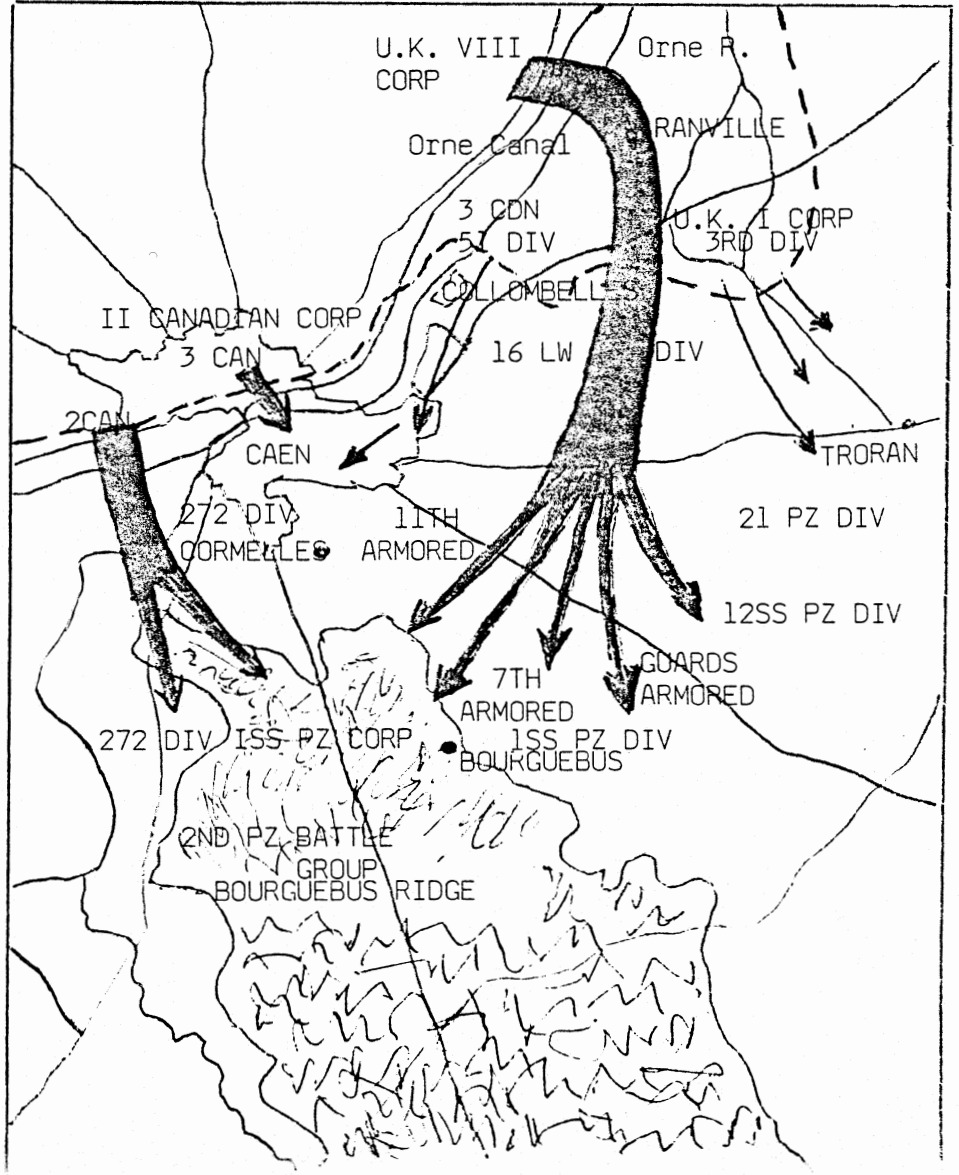 U.K. VIII
CORP
Orne R.
RANVILLE
Orne Canal
3 CDN
51 DIV
U.K. I CORP
3RD DIV
COLLOMBELLES
II CANADIAN CORP
3 CAN
16 LW DIV
2CAN
CAEN
TRORAN
272 DIV
CORMELLES
11TH
ARMORED
21 PZ DIV
12SS PZ DIV
GUARDS
ARMORED
7TH
ARMORED
272 DIV
ISS PZ CORP
1SS PZ DIV
BOURGUEBUS
2ND PZ BATTLE
GROUP
BOURGUEBUS RIDGE